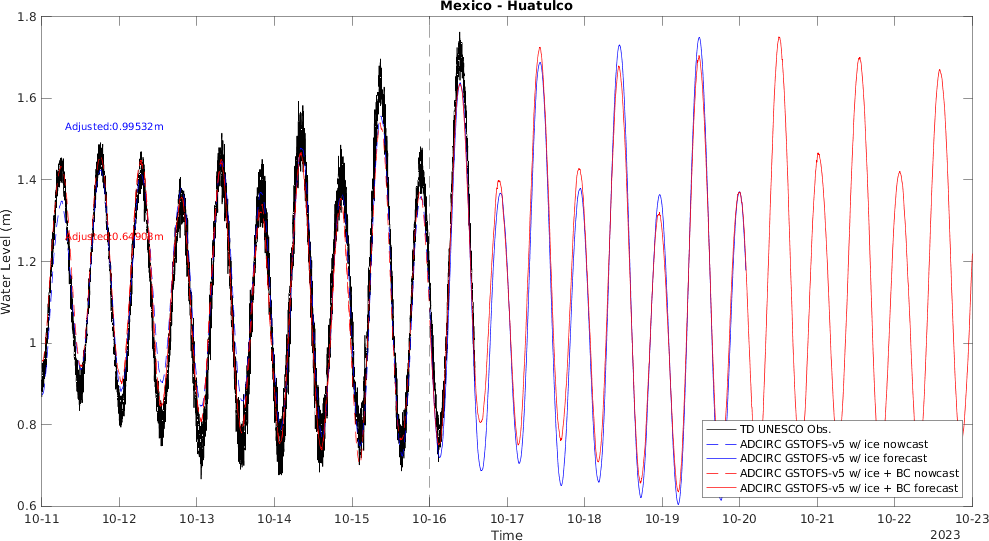 Mexico - Huatulco
Water Level (m)
1.8
1.6
1.4
1.2
1
0.8
0.6
Adjusted:0.99532m
Adjusted:0.64903m
TD UNESCO Obs.
ADCIRC GSTOFS-v5 w/ ice nowcast
ADCIRC GSTOFS-v5 w/ ice forecast
ADCIRC GSTOFS-v5 w/ ice + BC nowcast
ADCIRC GSTOFS-v5 w/ ice + BC forecast
10-11 10-12 10-13 10-14 10-15 10-16 10-17 10-18 10-19 10-20 10-21 10-22 10-23
Time
2023